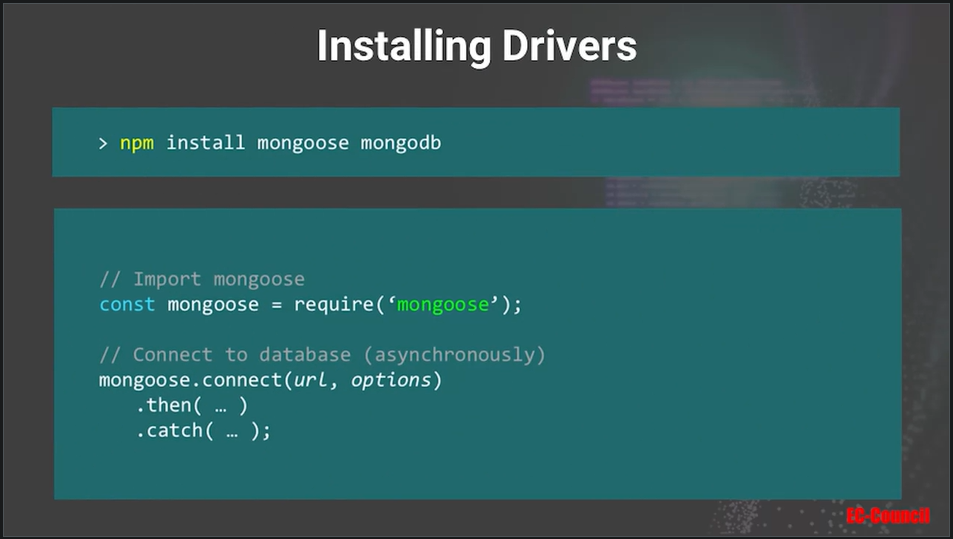 Installing Drivers
> npm install mongoose mongodb
// Import mongoose
const mongoose = require(‘mongoose’);
// Connect to database (asynchronously)
mongoose.connect(url, options)
.then( … )
.catch( … );
EC-Council